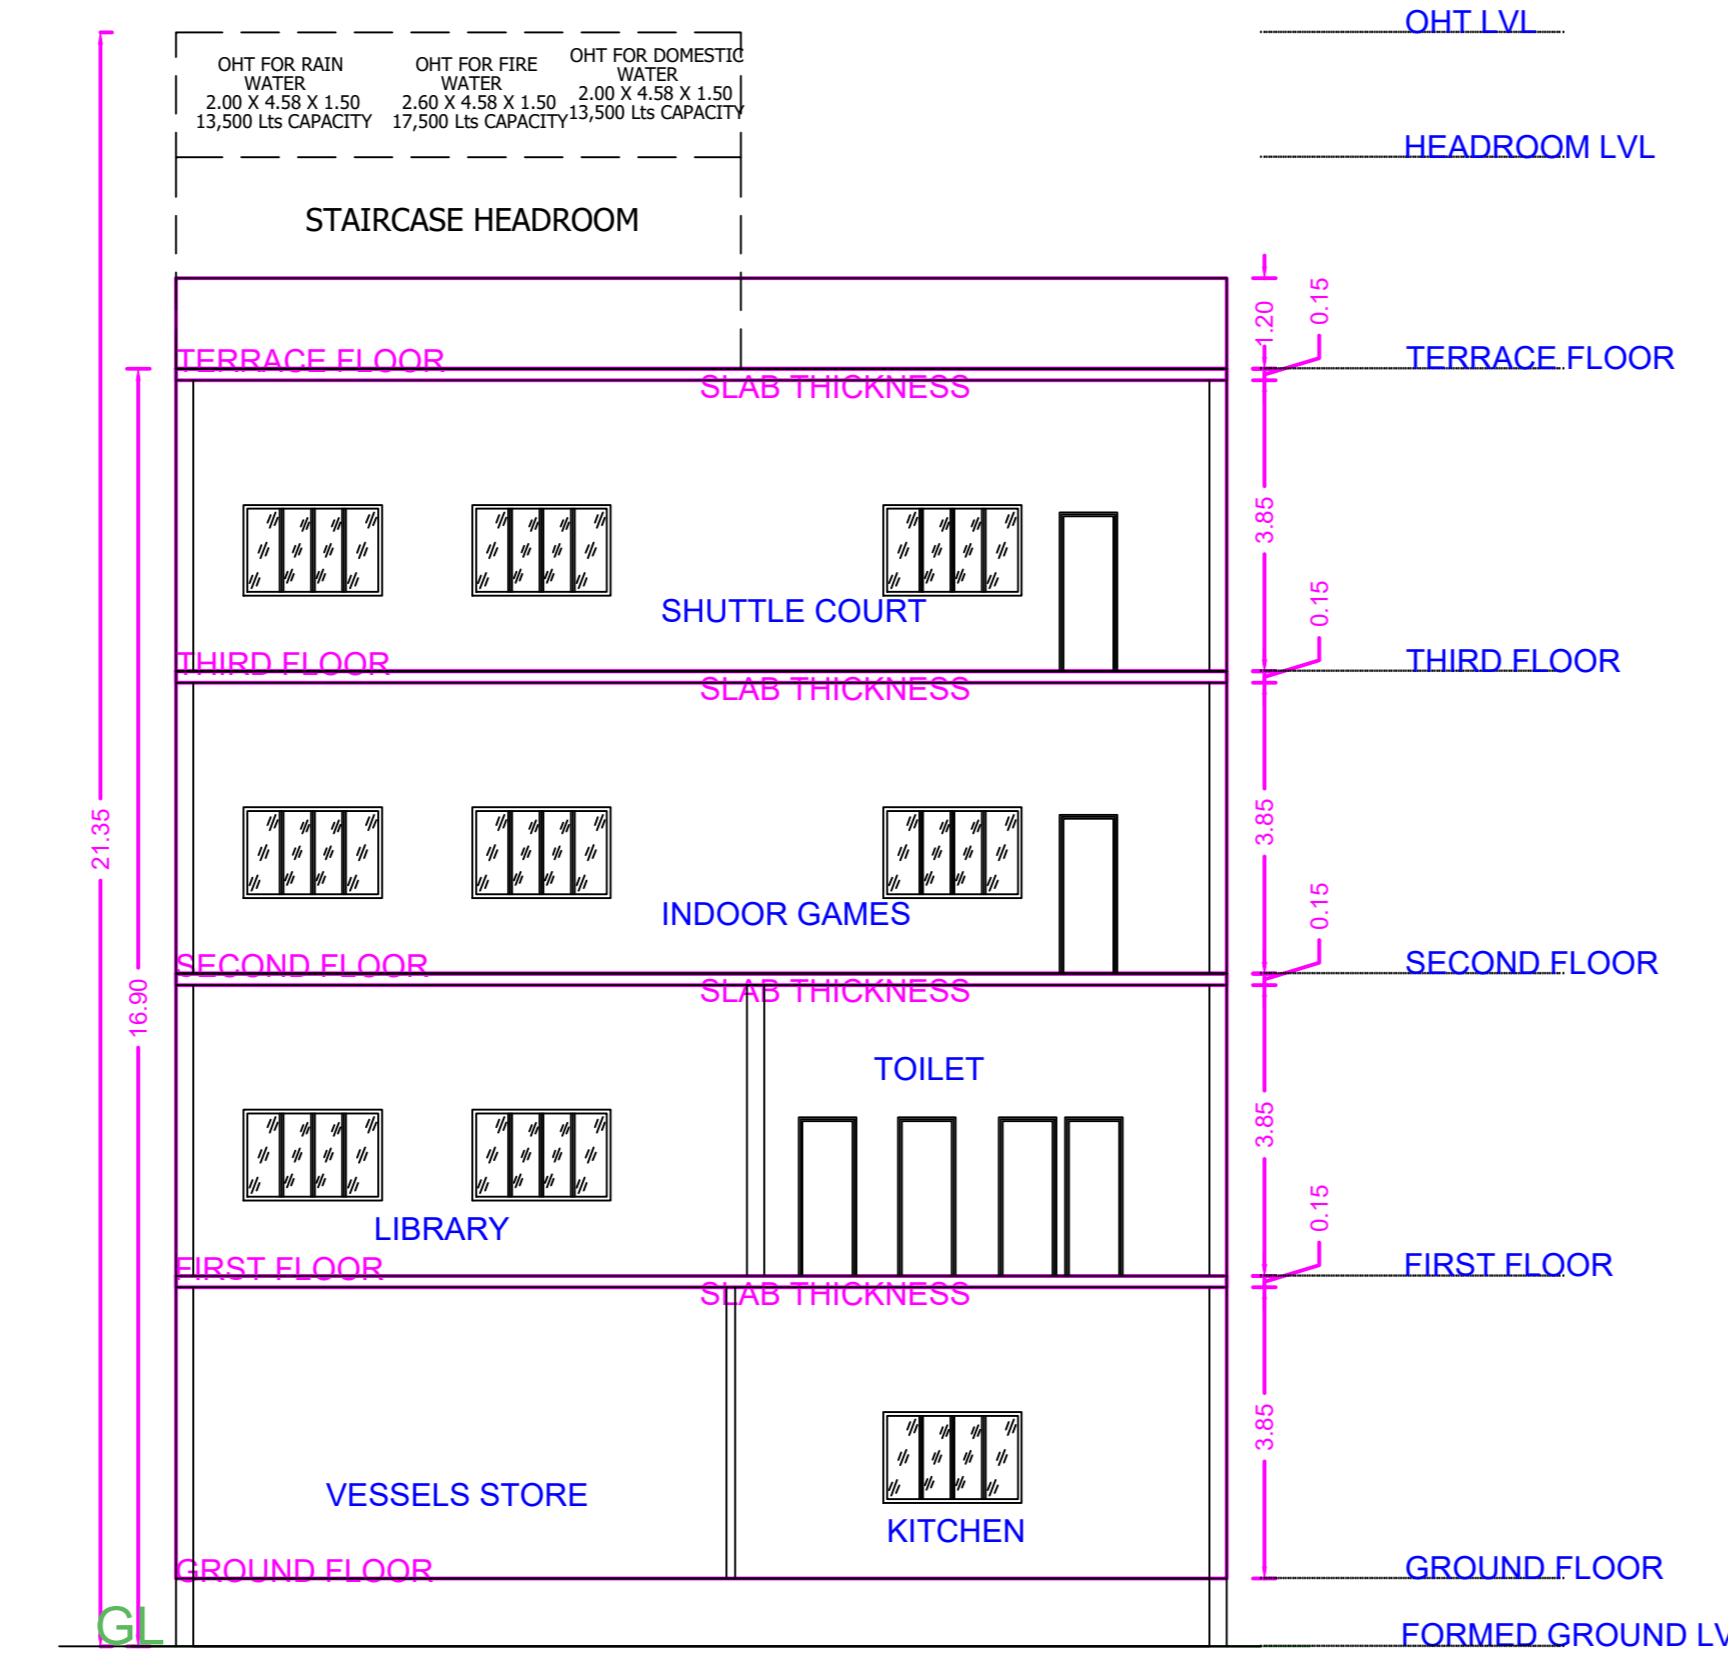 OHT LVL
OHT FOR RAIN
WATER
2.00 X 4.58 X 1.50
13,500 Lts CAPACITY
OHT FOR FIRE
WATER
2.60 X 4.58 X 1.50
17,500 Lts CAPACITY
OHT FOR DOMESTIC
WATER
2.00 X 4.58 X 1.50
13,500 Lts CAPACITY
HEADROOM LVL
STAIRCASE HEADROOM
1.20
0.15
TERRACE FLOOR
TERRACE FLOOR
SLAB THICKNESS
3.85
SHUTTLE COURT
0.15
THIRD FLOOR
THIRD FLOOR
SLAB THICKNESS
21.35
3.85
INDOOR GAMES
0.15
SECOND FLOOR
SECOND FLOOR
SLAB THICKNESS
16.90
TOILET
3.85
LIBRARY
0.15
FIRST FLOOR
FIRST FLOOR
SLAB THICKNESS
3.85
VESSELS STORE
KITCHEN
GROUND FLOOR
GROUND FLOOR
GL
FORMED GROUND LV